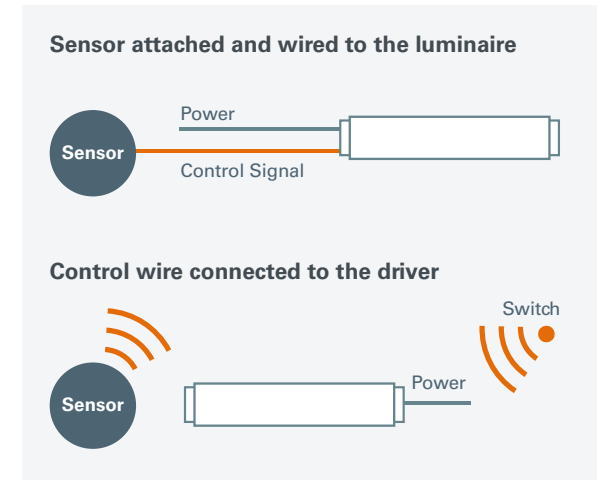 Sensor attached and wired to the luminaire
Power
Sensor
Control Signal
Control wire connected to the driver
Switch
Power
Sensor